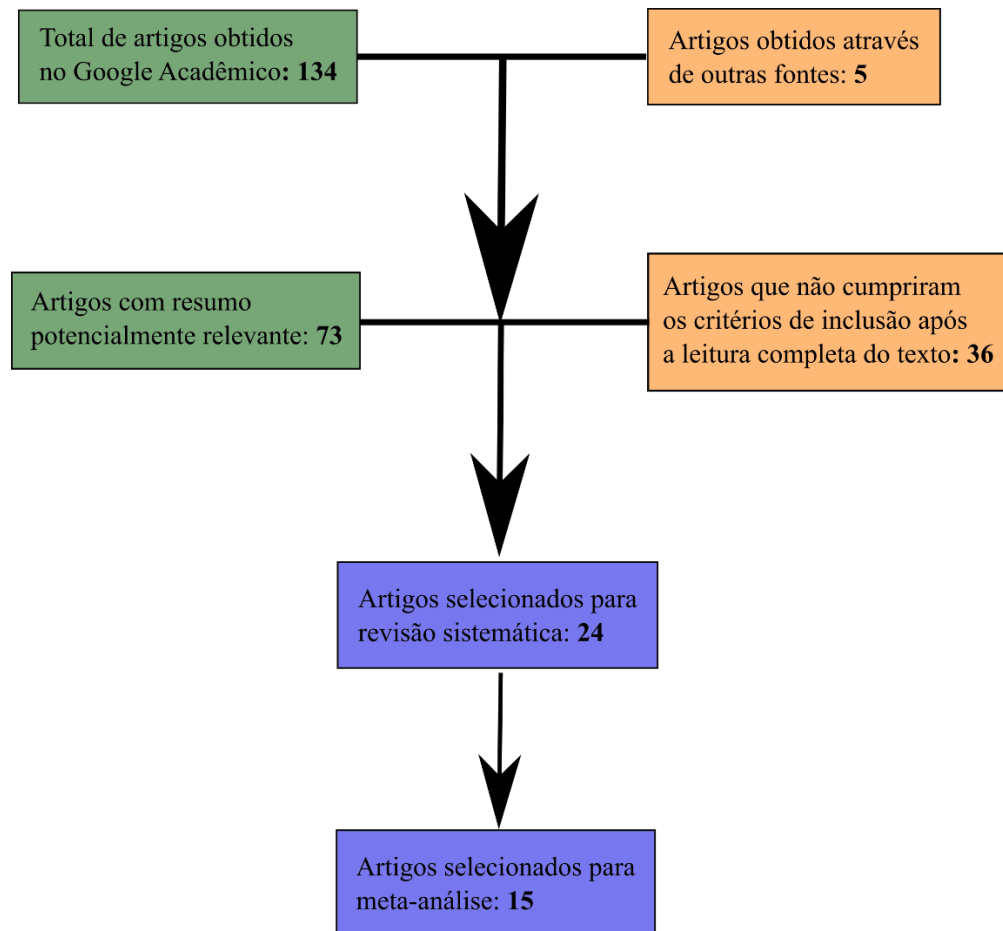 Total de artigos obtidos
no Google Acadêmico: 134
Artigos obtidos através
de outras fontes: 5
Artigos com resumo
potencialmente relevante: 73
Artigos que não cumpriram
os critérios de inclusão após
a leitura completa do texto: 36
Artigos selecionados para
revisão sistemática: 24
Artigos selecionados para
meta-análise: 15